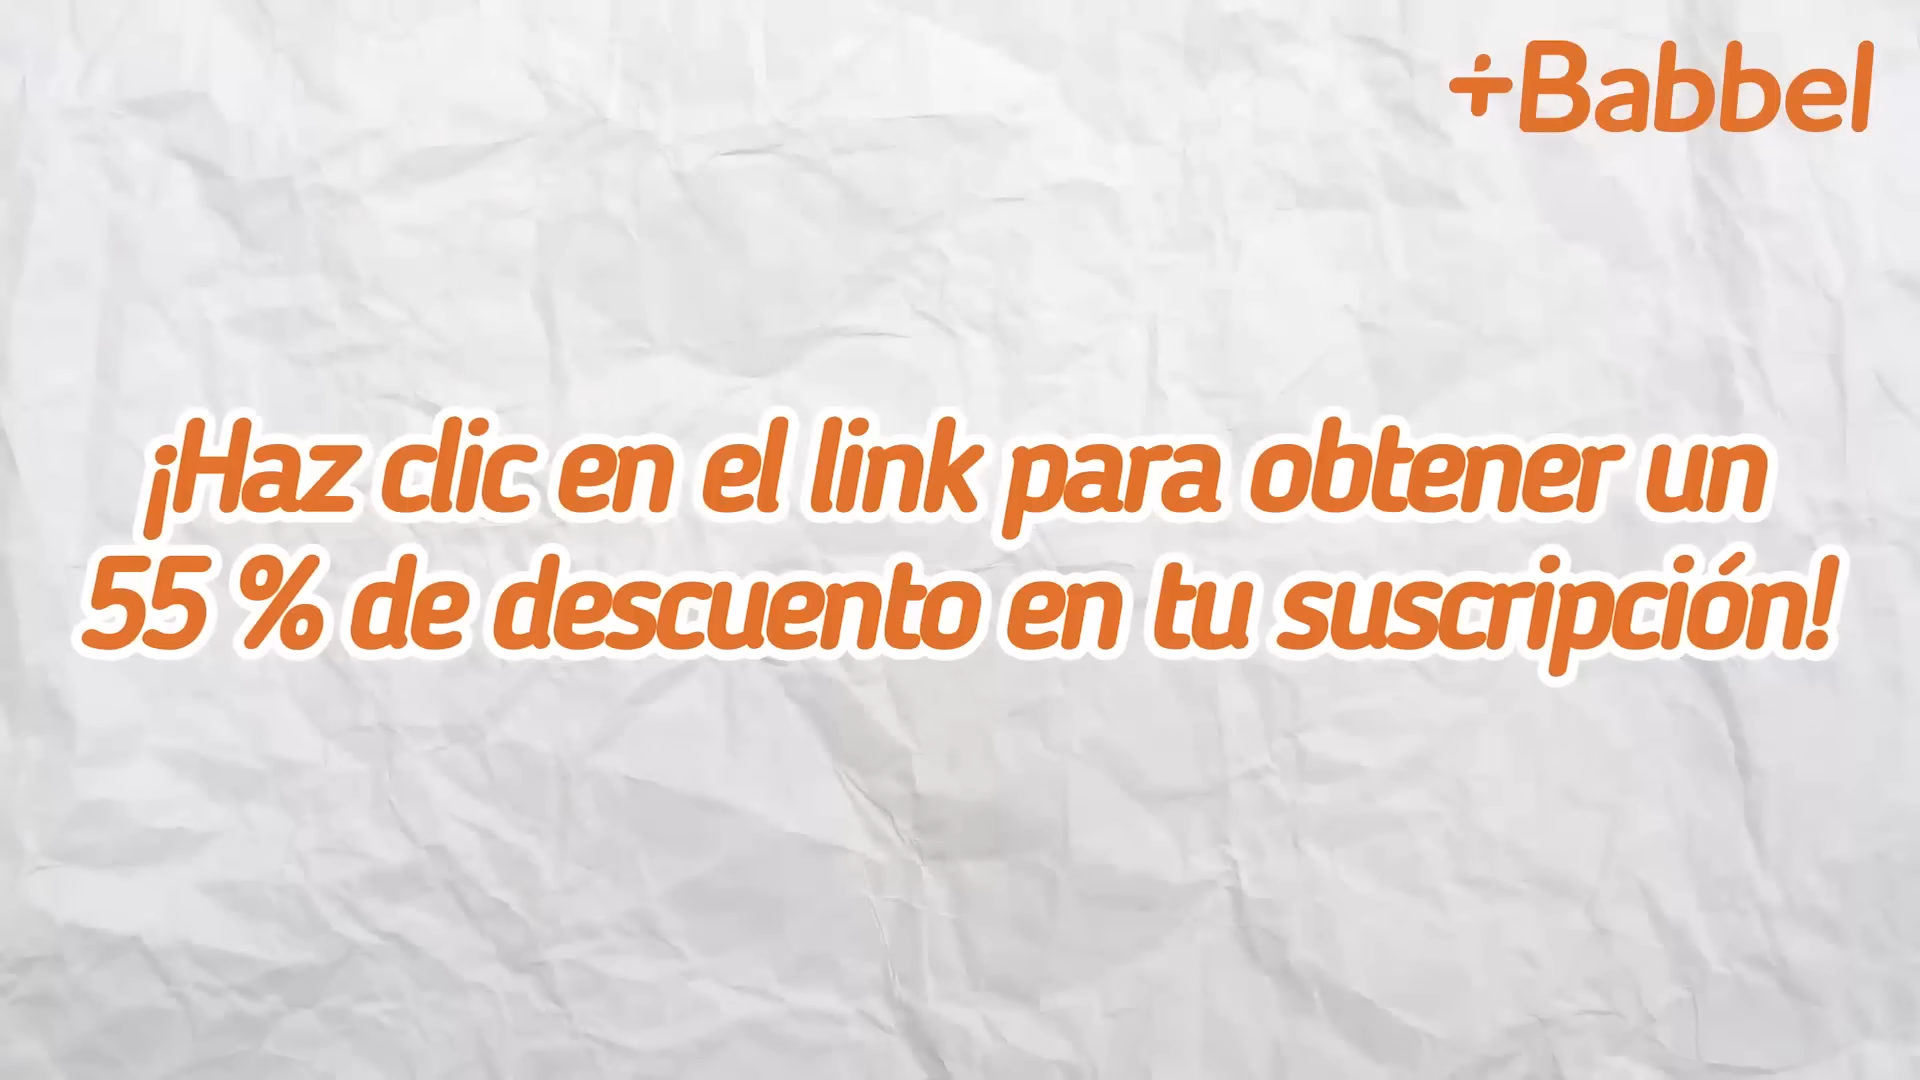 +Babbel
¡Haz clic en el link para obtener un
55 % de descuento en tu suscripción!